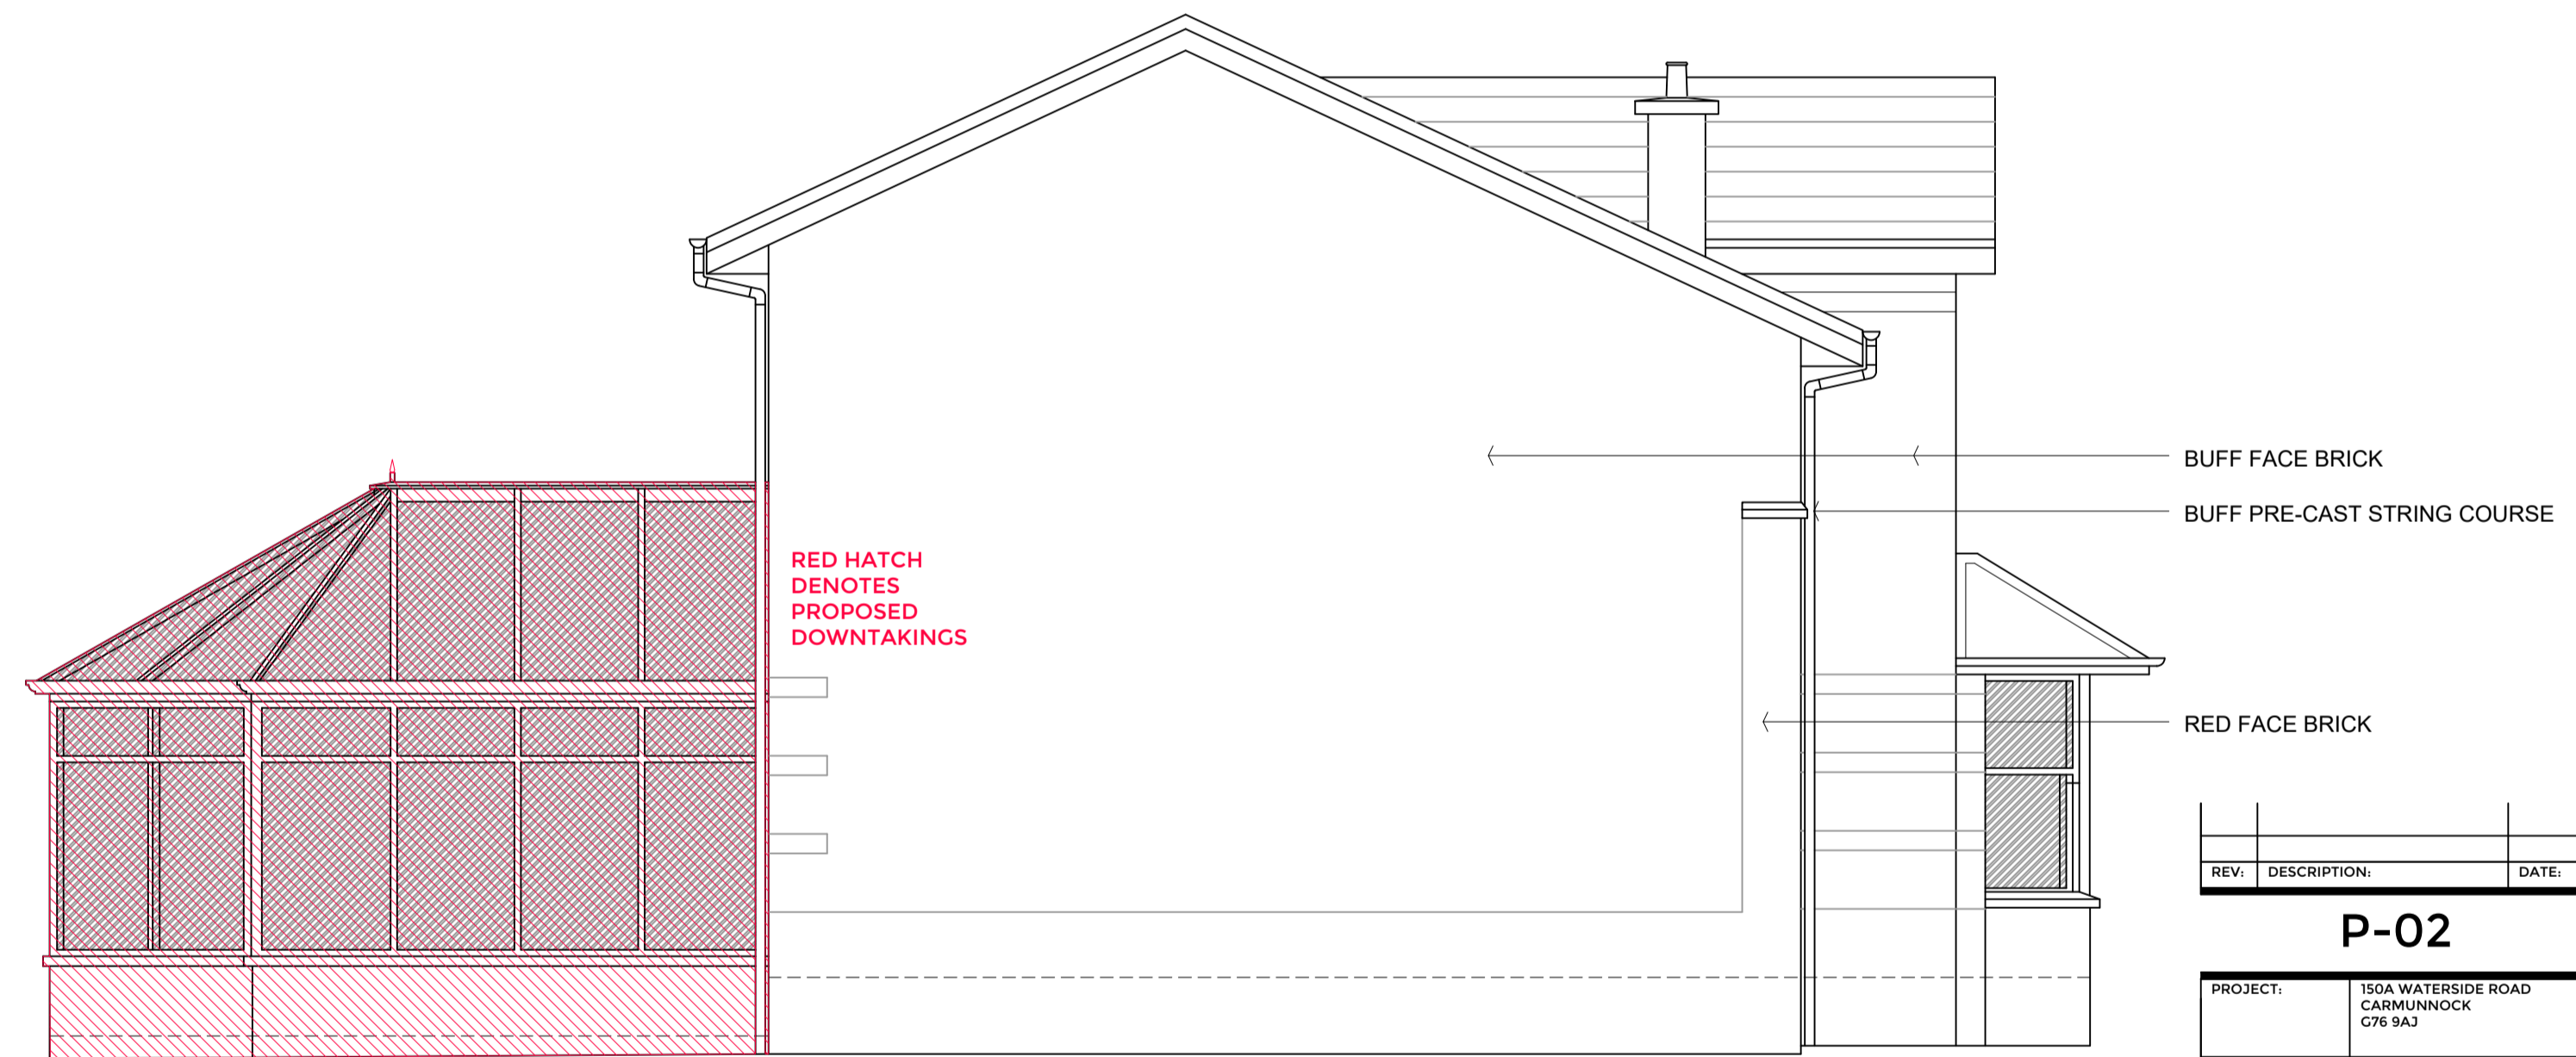 RED HATCH
DENOTES
PROPOSED
DOWNTAKINGS
BUFF FACE BRICK
BUFF PRE-CAST STRING COURSE
RED FACE BRICK
REV: DESCRIPTION: DATE:
P-02
PROJECT: 150A WATERSIDE ROAD
CARMUNNOCK
G76 9AJ